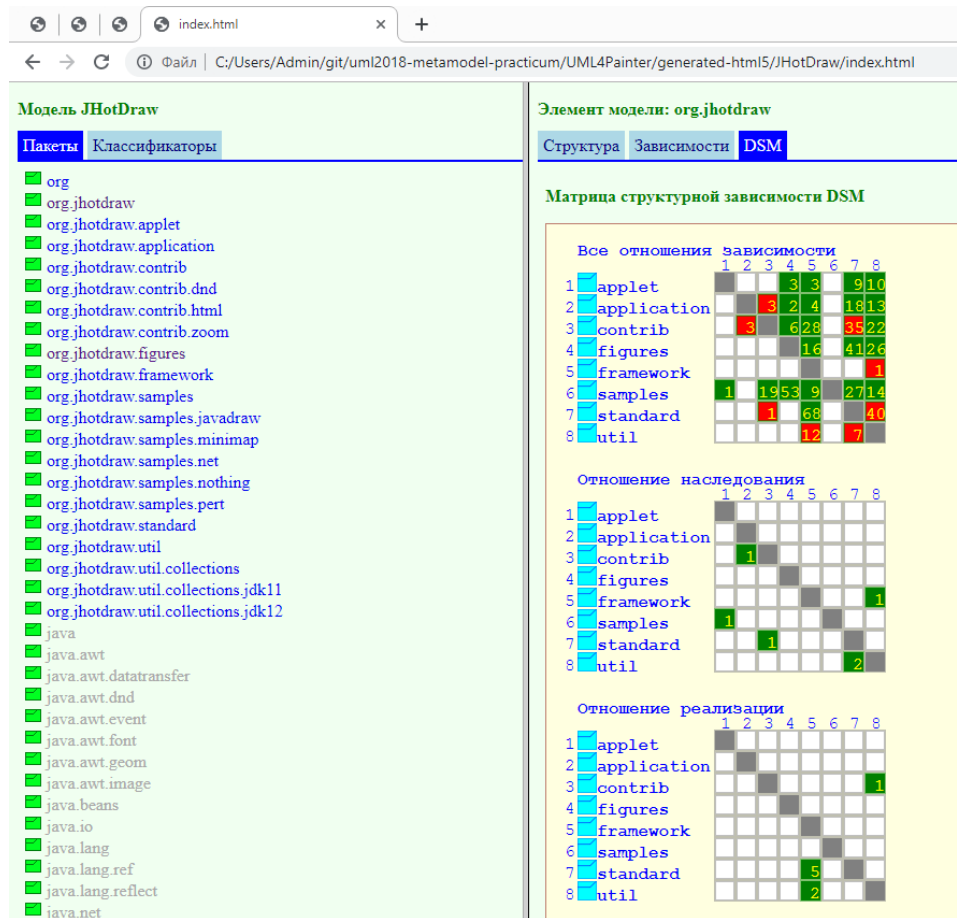 index.html
Файл | C:/Users/Admin/git/uml2018-metamodel-practicum/UML4Painter/generated-html5/JHotDraw/index.html
Модель JHotDraw
Пакеты Классификаторы
org
org.jhotdraw
org.jhotdraw.applet
org.jhotdraw.application
org.jhotdraw.contrib
org.jhotdraw.contrib.dnd
org.jhotdraw.contrib.html
org.jhotdraw.contrib.zoom
org.jhotdraw.figures
org.jhotdraw.framework
org.jhotdraw.samples
org.jhotdraw.samples.javadraw
org.jhotdraw.samples.minimap
org.jhotdraw.samples.net
org.jhotdraw.samples.nothing
org.jhotdraw.samples.pert
org.jhotdraw.standard
org.jhotdraw.util
org.jhotdraw.util.collections
org.jhotdraw.util.collections.jdk11
org.jhotdraw.util.collections.jdk12
java
java.awt
java.awt.datatransfer
java.awt.dnd
java.awt.event
java.awt.font
java.awt.geom
java.awt.image
java.beans
java.io
java.lang
java.lang.ref
java.lang.reflect
java.net
Элемент модели: org.jhotdraw
Структура Зависимости DSM
Матрица структурной зависимости DSM
Все отношения зависимости
1 2 3 4 5 6 7 8
1 applet 3 3 9 10
2 application 3 2 4 18 13
3 contrib 3 6 28 35 22
4 figures 16 41 26
5 framework 1
6 samples 1 19 53 9 27 14
7 standard 1 68 40
8 util 12 7
Отношение наследования
1 2 3 4 5 6 7 8
1 applet
2 application
3 contrib 1
4 figures
5 framework 1
6 samples 1
7 standard 1
8 util 2
Отношение реализации
1 2 3 4 5 6 7 8
1 applet
2 application
3 contrib 1
4 figures
5 framework
6 samples
7 standard 5
8 util 2